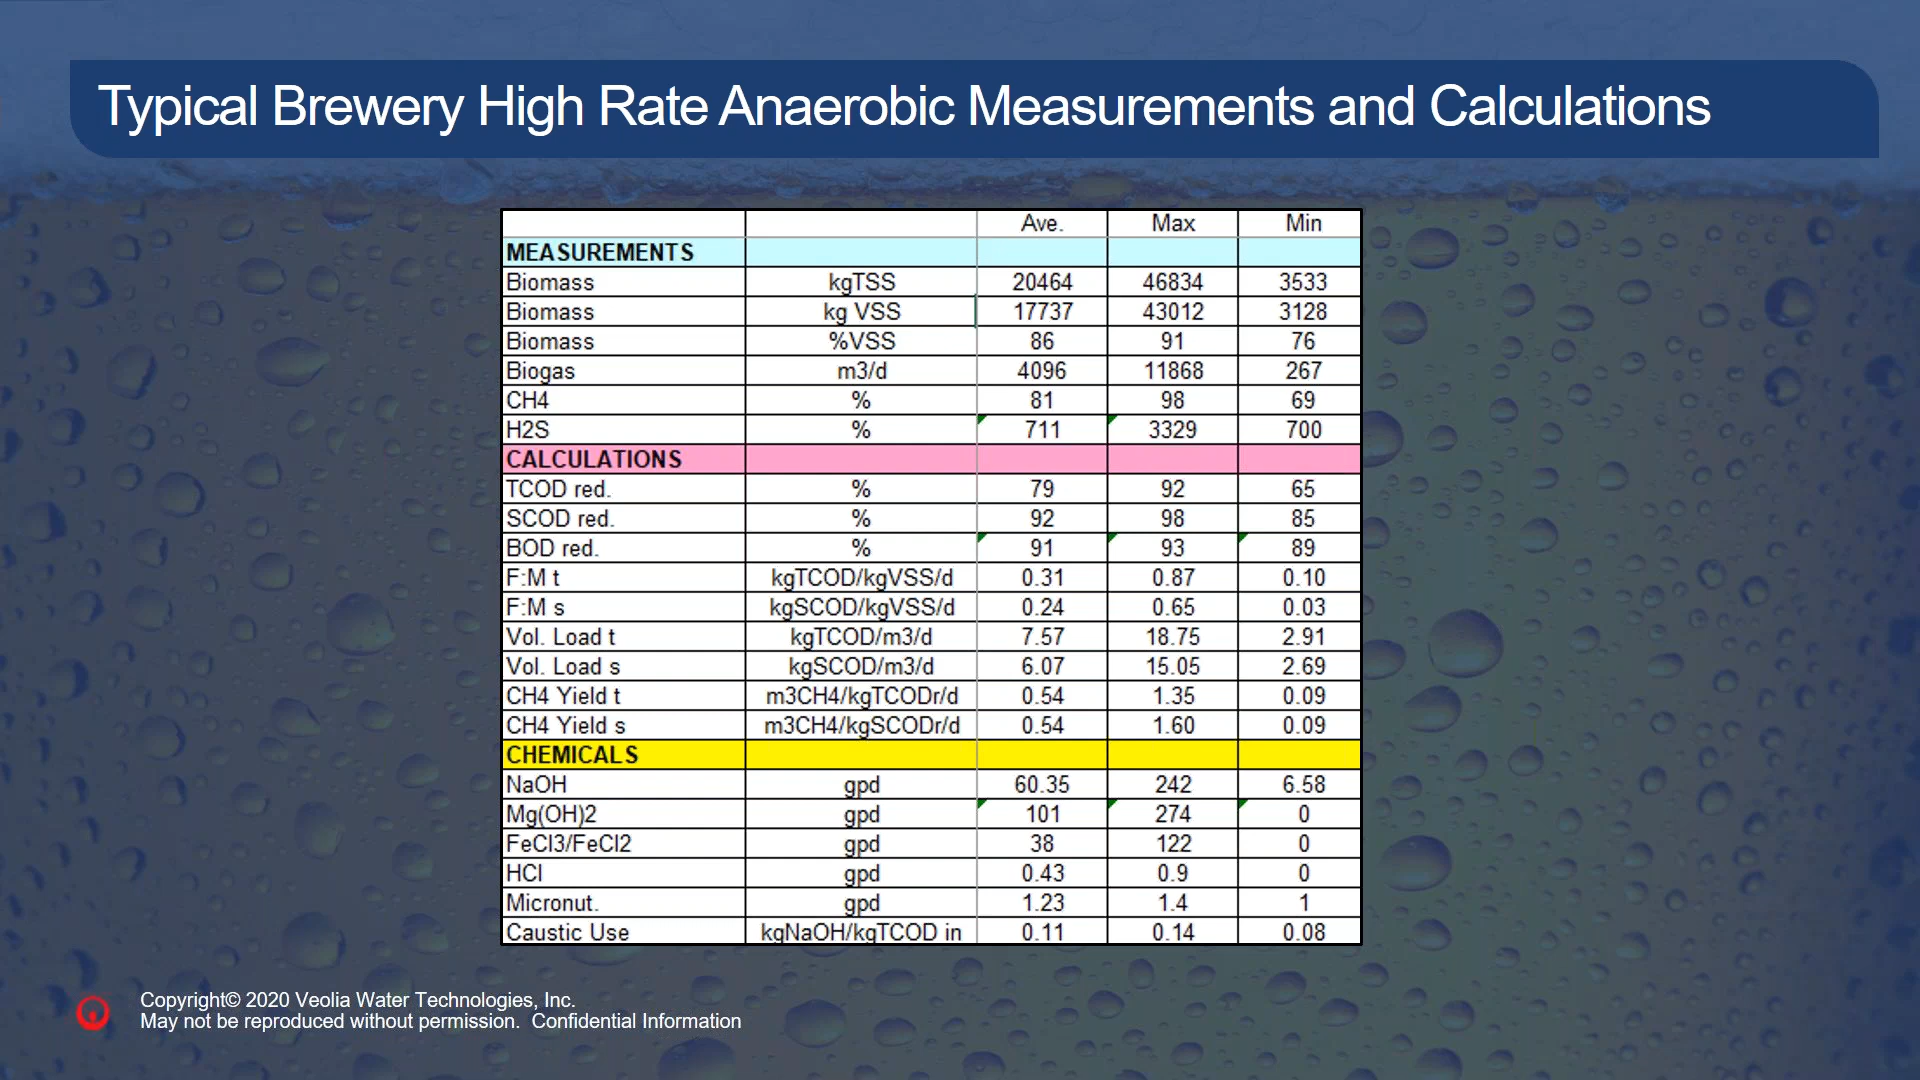 Typical Brewery High Rate Anaerobic Measurements and Calculations
Ave. Max Min
MEASUREMENTS
Biomass kgTSS 20464 46834 3533
Biomass kg VSS 17737 43012 3128
Biomass %VSS 86 91 76
Biogas m3/d 4096 11868 267
CH4 % 81 98 69
H2S % 711 3329 700
CALCULATIONS
TCOD red. % 79 92 65
SCOD red. % 92 98 85
BOD red. % 91 93 89
F:M t kgTCOD/kgVSS/d 0.31 0.87 0.10
F:M s kgSCOD/kgVSS/d 0.24 0.65 0.03
Vol. Load t kgTCOD/m3/d 7.57 18.75 2.91
Vol. Load s kgSCOD/m3/d 6.07 15.05 2.69
CH4 Yield t m3CH4/kgTCODr/d 0.54 1.35 0.09
CH4 Yield s m3CH4/kgSCODr/d 0.54 1.60 0.09
CHEMICALS
NaOH gpd 60.35 242 6.58
Mg(OH)2 gpd 101 274 0
FeCl3/FeCl2 gpd 38 122 0
HCl gpd 0.43 0.9 0
Micronut. gpd 1.23 1.4 1
Caustic Use kgNaOH/kgTCOD in 0.11 0.14 0.08
Copyright© 2020 Veolia Water Technologies, Inc.
May not be reproduced without permission. Confidential Information